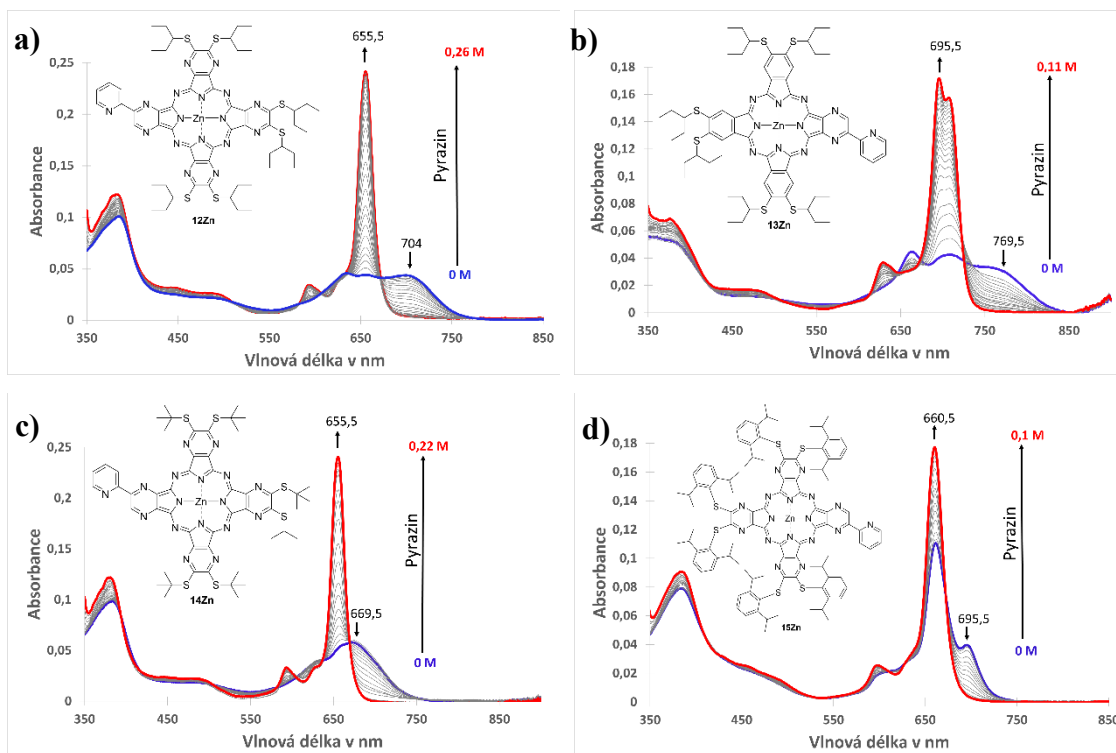 a)
655,5
0,26 M
704
0 M
Pyrazin
Absorbance
0,25
0,2
0,15
0,1
0,05
0
350
450
550
650
750
850
Vlnová délka v nm
S
S
N
N
N
N
N
N
N
N
N
N
Zn
N
N
N
N
N
N
S
S
N
N
S
S
12Zn
b)
695,5
0,11 M
769,5
0 M
Pyrazin
Absorbance
0,18
0,16
0,14
0,12
0,1
0,08
0,06
0,04
0,02
0
350
450
550
650
750
850
Vlnová délka v nm
S
S
N
N
N
S
S
N
Zn
N
N
N
N
N
N
N
S
S
13Zn
c)
655,5
0,22 M
669,5
0 M
Pyrazin
Absorbance
0,25
0,2
0,15
0,1
0,05
0
350
450
550
650
750
850
Vlnová délka v nm
S
S
N
N
N
N
N
N
N
N
N
Zn
N
N
N
N
N
N
N
S
S
N
N
S
S
14Zn
d)
660,5
0,1 M
695,5
0 M
Pyrazin
Absorbance
0,18
0,16
0,14
0,12
0,1
0,08
0,06
0,04
0,02
0
350
450
550
650
750
850
Vlnová délka v nm
S
S
N
N
N
N
N
S
S
N
N
N
Zn
N
N
N
N
N
N
N
N
N
S
S
15Zn